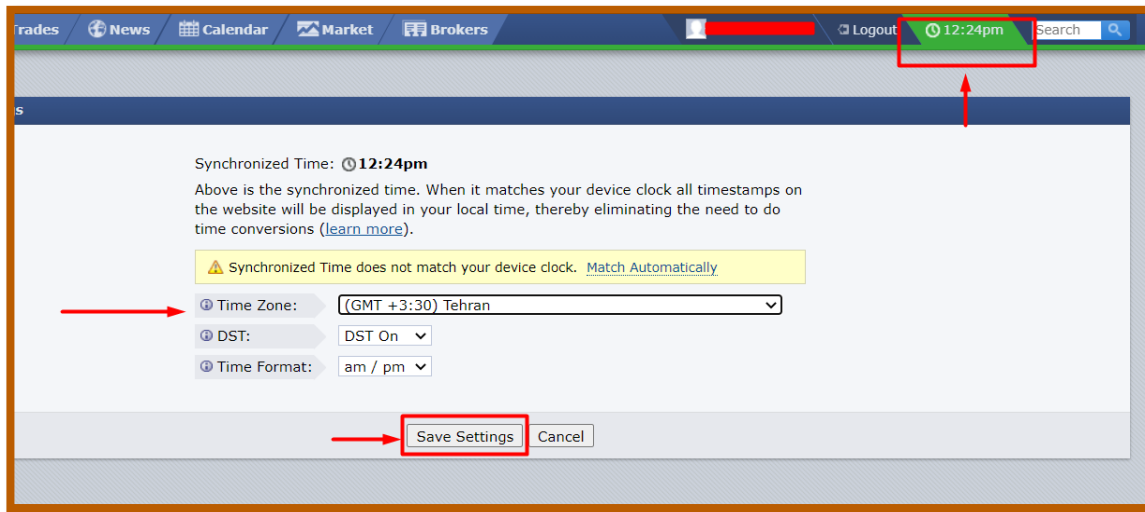 News Calendar Market Brokers Logout 12:24pm Search
Synchronized Time: 12:24pm
Above is the synchronized time. When it matches your device clock all timestamps on
the website will be displayed in your local time, thereby eliminating the need to do
time conversions (learn more).
Synchronized Time does not match your device clock. Match Automatically
Time Zone: (GMT +3:30) Tehran
DST: DST On
Time Format: am / pm
Save Settings Cancel